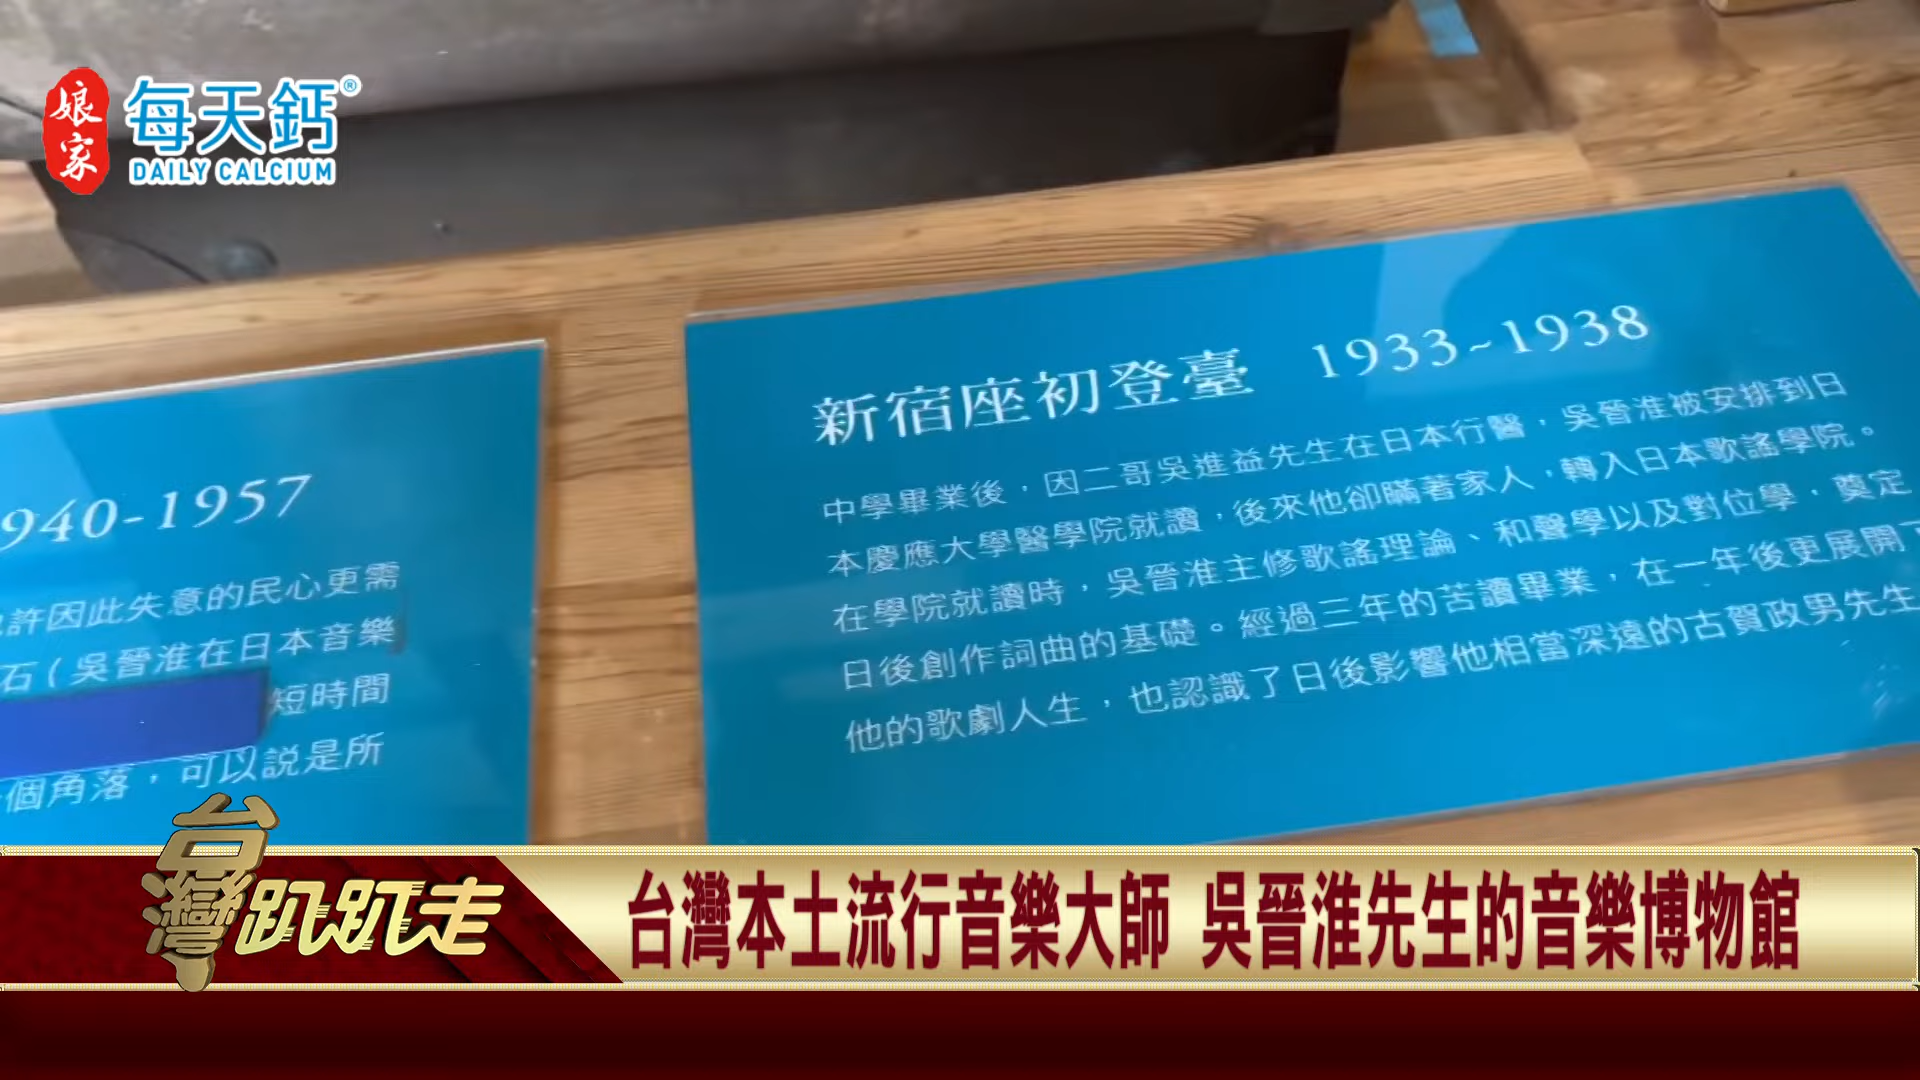 娘家
每天鈣®
DAILY CALCIUM
新宿座初登臺 1933~1938
中學畢業後，因二哥吳進益先生在日本行醫，吳晉淮被安排到日
本慶應大學醫學院就讀，後來他卻瞞著家人，轉入日本歌謠學院。
在學院就讀時，吳晉淮主修歌謠理論、和聲學以及對位學，奠定
日後創作詞曲的基礎。經過三年的苦讀畢業，在一年後更展開了
他的歌劇人生，也認識了日後影響他相當深遠的古賀政男先生
940-1957
許因此失意的民心更需
石（吳晉淮在日本音樂
短時間
個角落，可以說是所
台灣趴趴走
台灣本土流行音樂大師 吳晉淮先生的音樂博物館